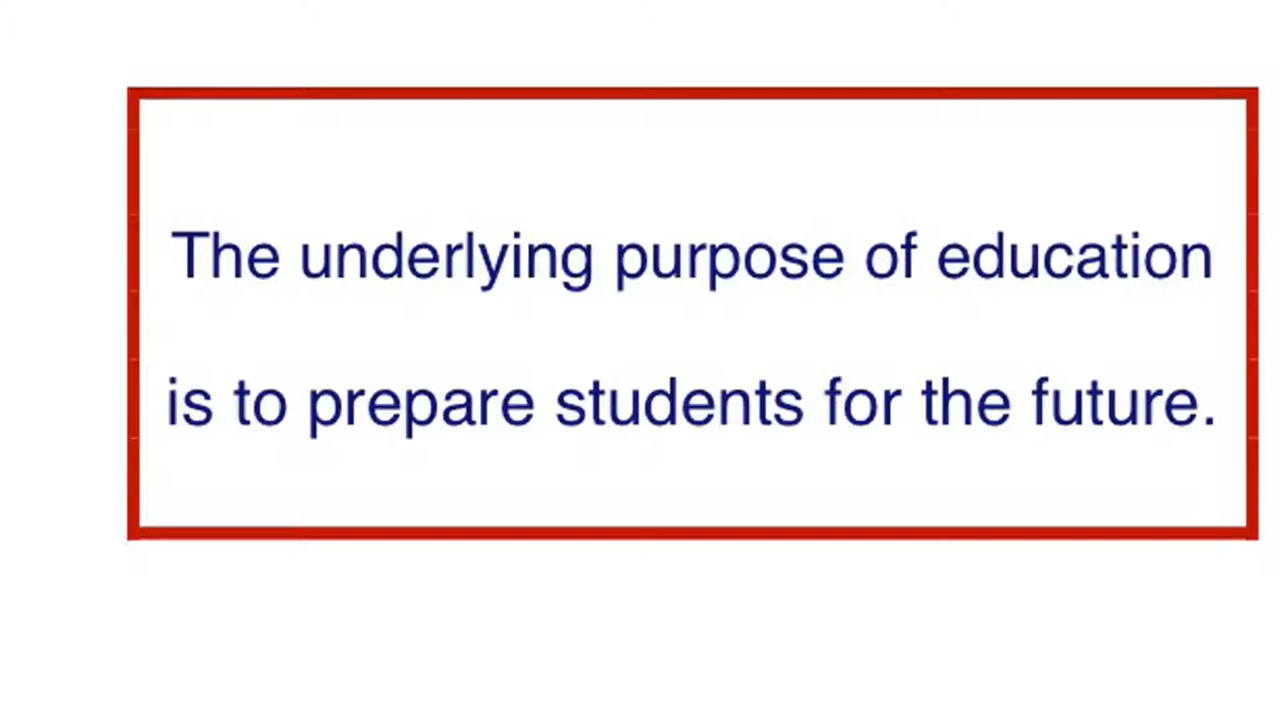 The underlying purpose of education
is to prepare students for the future.